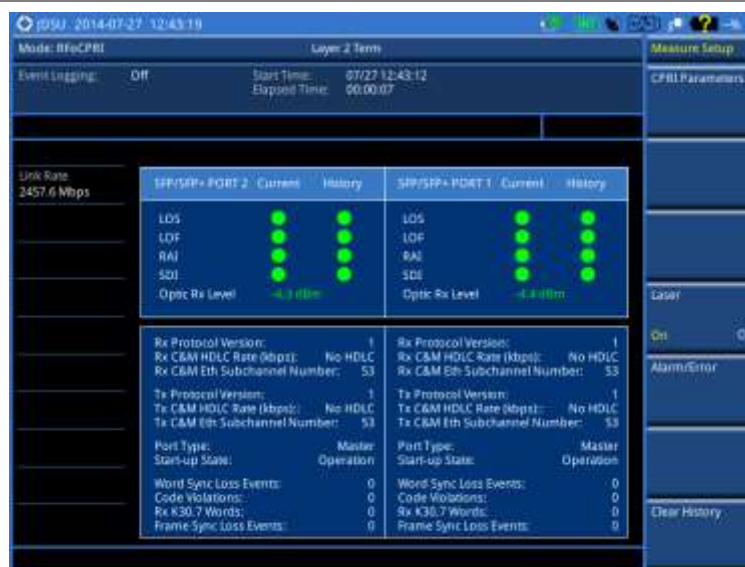 JDSU 2014-07-27 12:43:19
Mode: RFoCPRI
Layer 2 Term
Measure Setup
Event Logging: Off
Start Time: 07/27 12:43:12
Elapsed Time: 00:00:07
CPRI Parameters
Link Rate
2457.6 Mbps
SFP/SFP+ PORT 2 Current History
SFP/SFP+ PORT 1 Current History
LOS
LOF
RAI
SDI
Optic Rx Level -4.3 dBm
LOS
LOF
RAI
SDI
Optic Rx Level -4.4 dBm
Laser
On
Alarm/Error
Clear History
Rx Protocol Version: 1
Rx C&M HDLC Rate (kbps): No HDLC
Rx C&M Eth Subchannel Number: 53
Tx Protocol Version: 1
Tx C&M HDLC Rate (kbps): No HDLC
Tx C&M Eth Subchannel Number: 53
Port Type: Master
Start-up State: Operation
Word Sync Loss Events: 0
Code Violations: 0
Rx K30.7 Words: 0
Frame Sync Loss Events: 0
Rx Protocol Version: 1
Rx C&M HDLC Rate (kbps): No HDLC
Rx C&M Eth Subchannel Number: 53
Tx Protocol Version: 1
Tx C&M HDLC Rate (kbps): No HDLC
Tx C&M Eth Subchannel Number: 53
Port Type: Master
Start-up State: Operation
Word Sync Loss Events: 0
Code Violations: 0
Rx K30.7 Words: 0
Frame Sync Loss Events: 0